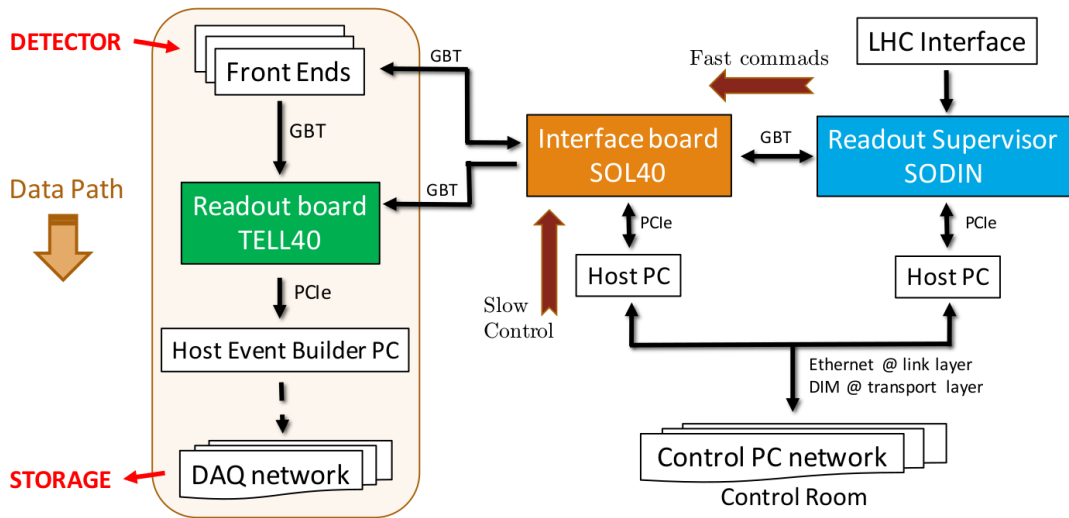 DETECTOR
Front Ends
GBT
Data Path
Readout board
TELL40
PCIe
Host Event Builder PC
DAQ network
STORAGE
GBT
GBT
Fast commads
Interface board
SOL40
PCIe
Host PC
Slow
Control
GBT
LHC Interface
Readout Supervisor
SODIN
PCIe
Host PC
Ethernet @ link layer
DIM @ transport layer
Control PC network
Control Room